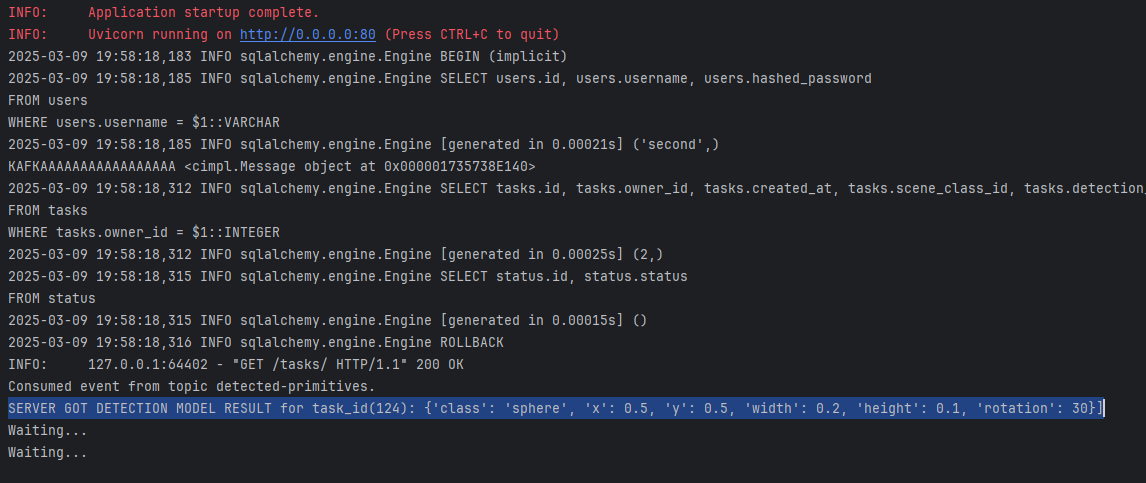 INFO:     Application startup complete.
INFO:     Uvicorn running on http://0.0.0.0:80 (Press CTRL+C to quit)
2025-03-09 19:58:18,183 INFO sqlalchemy.engine.Engine BEGIN (implicit)
2025-03-09 19:58:18,185 INFO sqlalchemy.engine.Engine SELECT users.id, users.username, users.hashed_password
FROM users
WHERE users.username = $1::VARCHAR
2025-03-09 19:58:18,185 INFO sqlalchemy.engine.Engine [generated in 0.00021s] ('second',)
KAFKAAAAAAAAAAAAAAAAA <cimpl.Message object at 0x000001735738E140>
2025-03-09 19:58:18,312 INFO sqlalchemy.engine.Engine SELECT tasks.id, tasks.owner_id, tasks.created_at, tasks.scene_class_id, tasks.detection_
FROM tasks
WHERE tasks.owner_id = $1::INTEGER
2025-03-09 19:58:18,312 INFO sqlalchemy.engine.Engine [generated in 0.00025s] (2,)
2025-03-09 19:58:18,315 INFO sqlalchemy.engine.Engine SELECT status.id, status.status
FROM status
2025-03-09 19:58:18,315 INFO sqlalchemy.engine.Engine [generated in 0.00015s] ()
2025-03-09 19:58:18,316 INFO sqlalchemy.engine.Engine ROLLBACK
INFO:     127.0.0.1:64402 - "GET /tasks/ HTTP/1.1" 200 OK
Consumed event from topic detected-primitives.
SERVER GOT DETECTION MODEL RESULT for task_id(124): {'class': 'sphere', 'x': 0.5, 'y': 0.5, 'width': 0.2, 'height': 0.1, 'rotation': 30}]
Waiting...
Waiting...